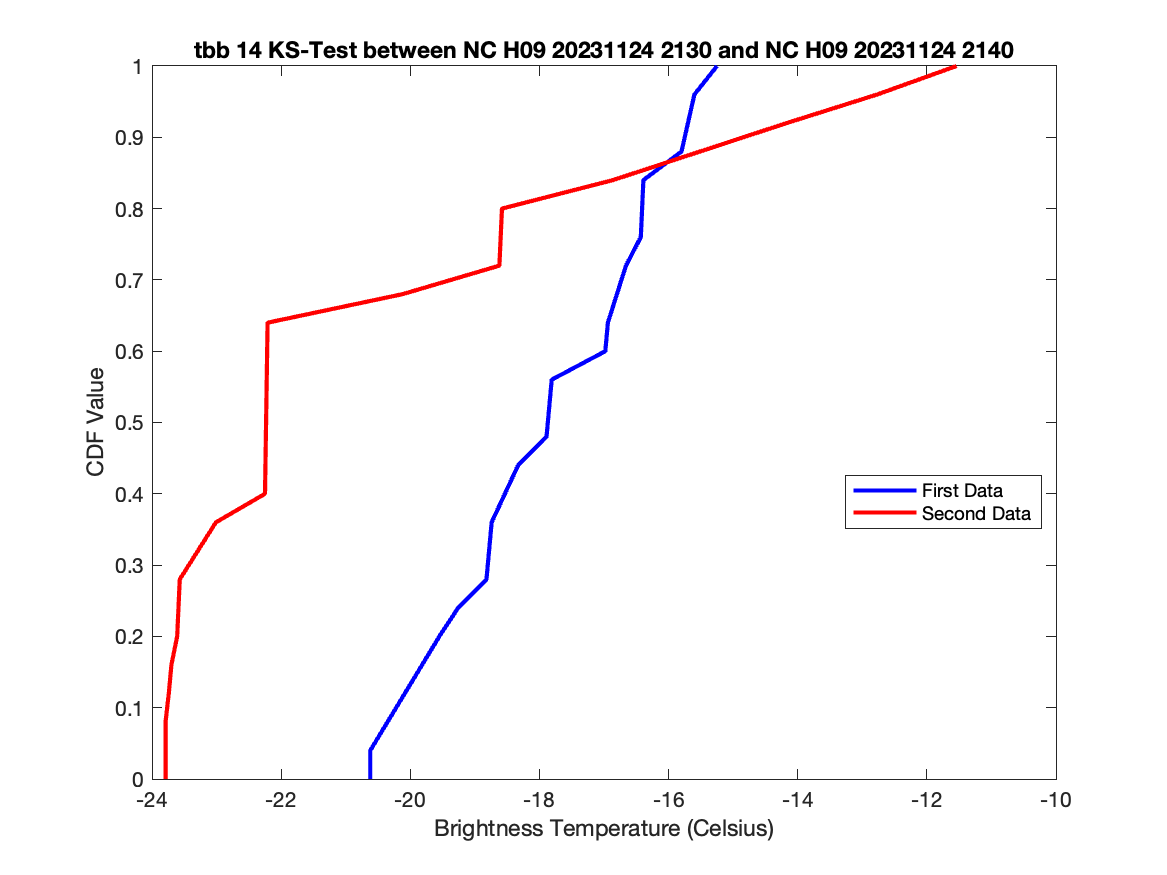 tbb 14 KS-Test between NC H09 20231124 2130 and NC H09 20231124 2140
1
0.9
0.8
0.7
0.6
0.5
0.4
0.3
0.2
0.1
0
CDF Value
First Data
Second Data
-24 -22 -20 -18 -16 -14 -12 -10
Brightness Temperature (Celsius)